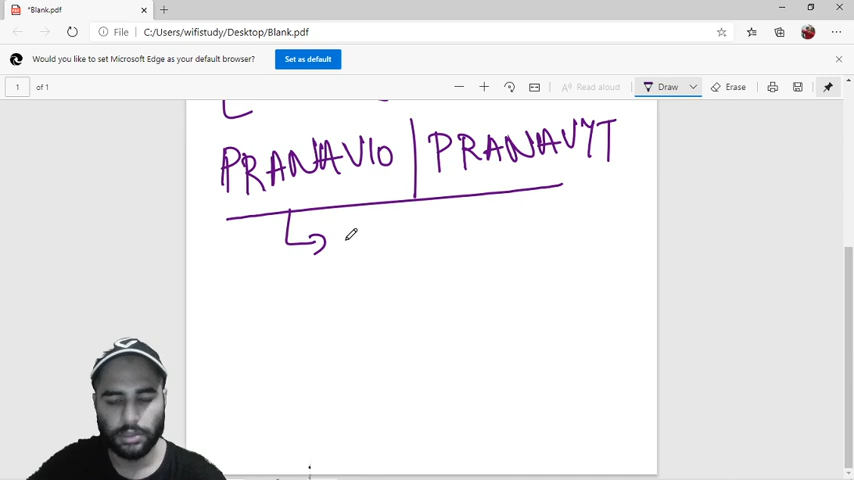 *Blank.pdf
File C:/Users/wifistudy/Desktop/Blank.pdf
Would you like to set Microsoft Edge as your default browser? Set as default
1 of 1 Read aloud Draw Erase
PRANAV10 | PRANAVYT